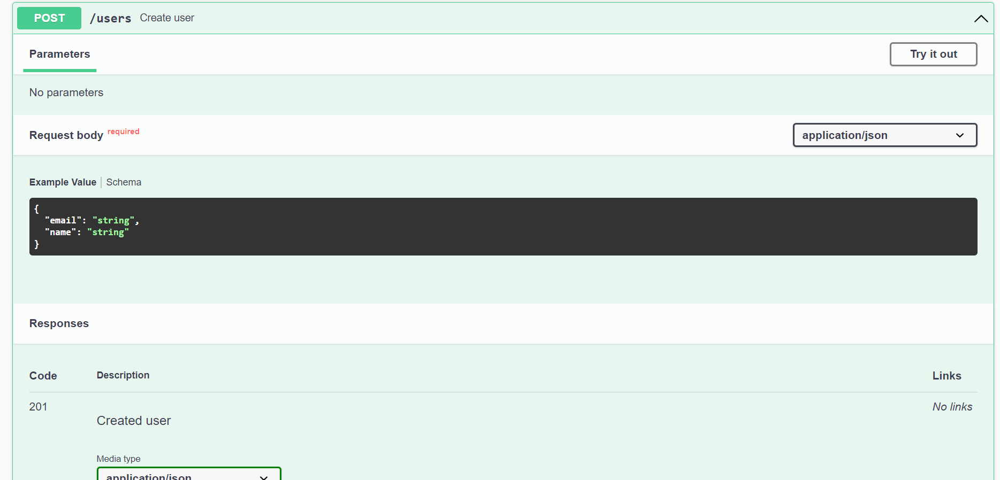 POST /users Create user
Parameters
Try it out
No parameters
Request body required
application/json
Example Value | Schema
{
  "email": "string",
  "name": "string"
}
Responses
Code Description Links
201 No links
Created user
Media type
application/json